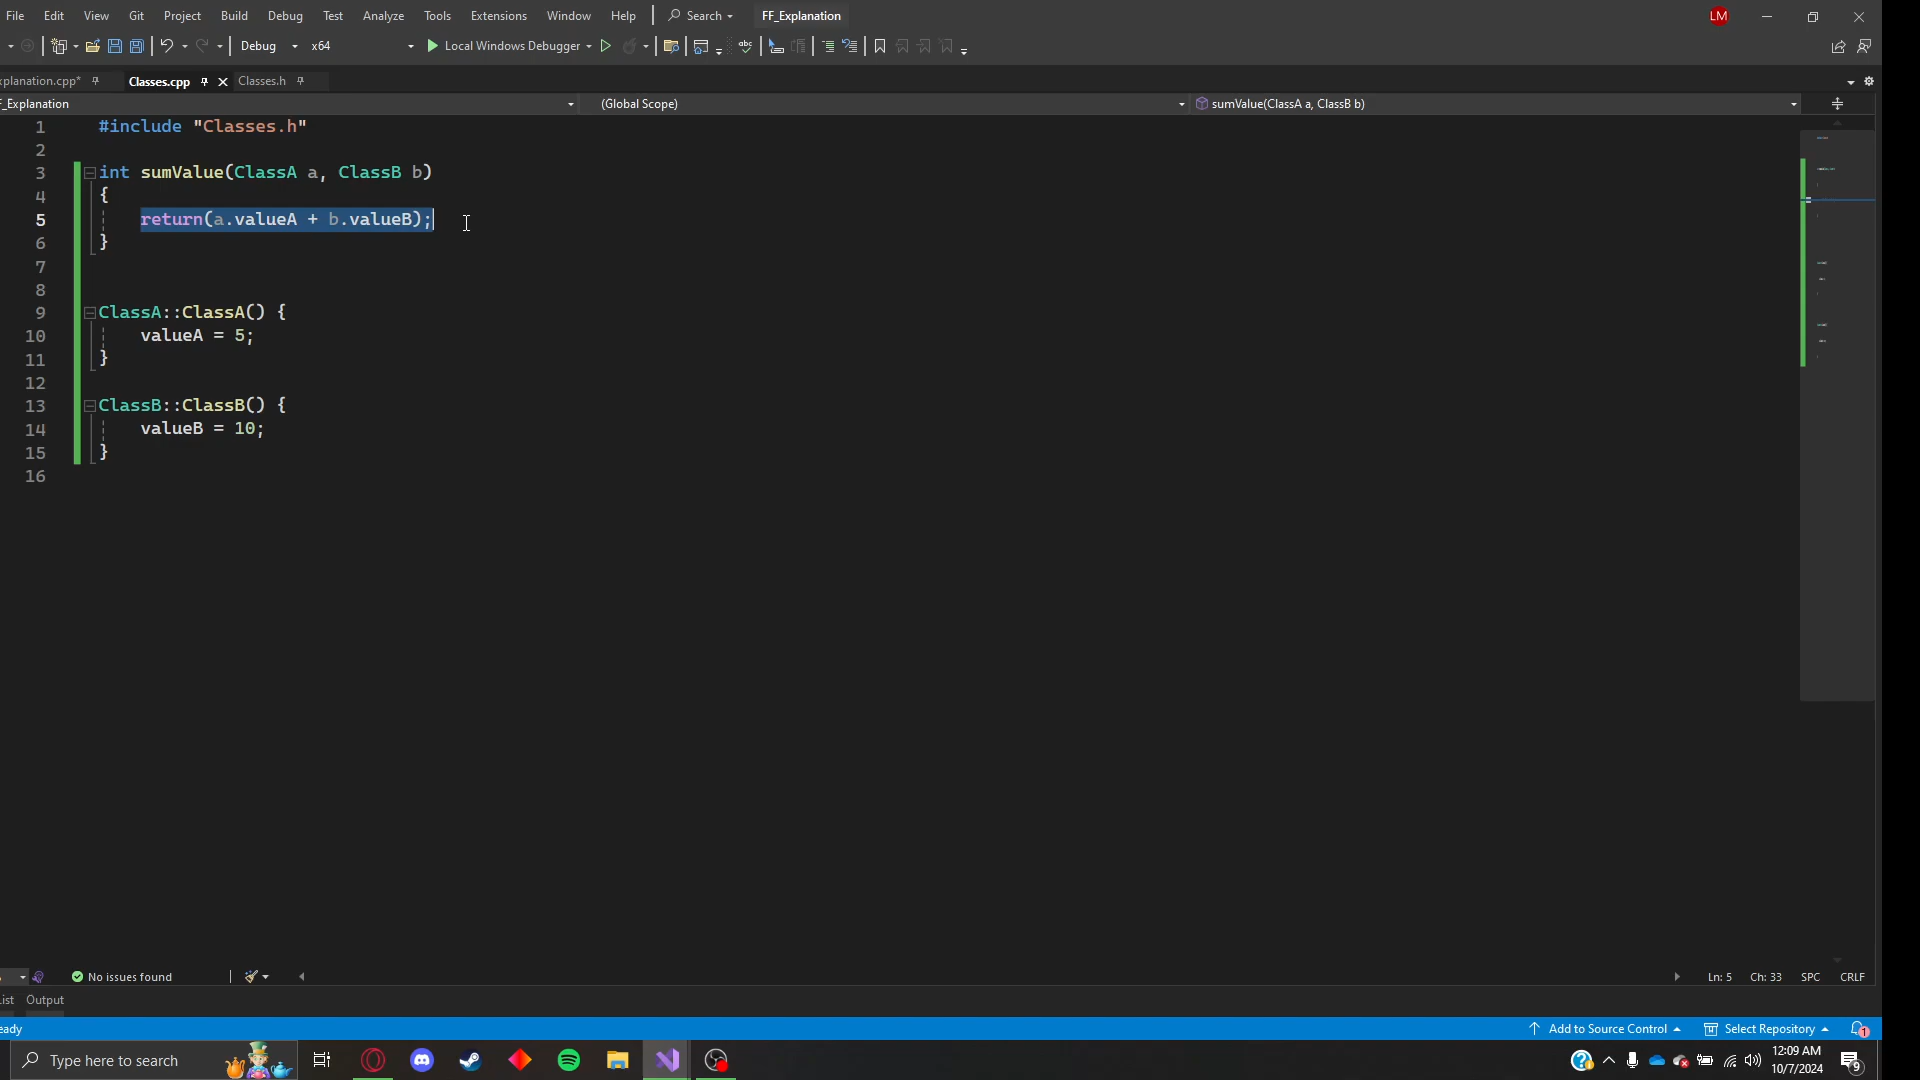 File Edit View Git Project Build Debug Test Analyze Tools Extensions Window Help Search FF_Explanation LM
Debug x64 Local Windows Debugger
xplanation.cpp* Classes.cpp Classes.h
F_Explanation (Global Scope) sumValue(ClassA a, ClassB b)
1 #include "Classes.h"
2
3 int sumValue(ClassA a, ClassB b)
4 {
5 return(a.valueA + b.valueB);
6 }
7
8
9 ClassA::ClassA() {
10 valueA = 5;
11 }
12
13 ClassB::ClassB() {
14 valueB = 10;
15 }
16
No issues found Ln: 5 Ch: 33 SPC CRLF
ist Output
eady Add to Source Control Select Repository 1
Type here to search 12:09 AM
10/7/2024 9